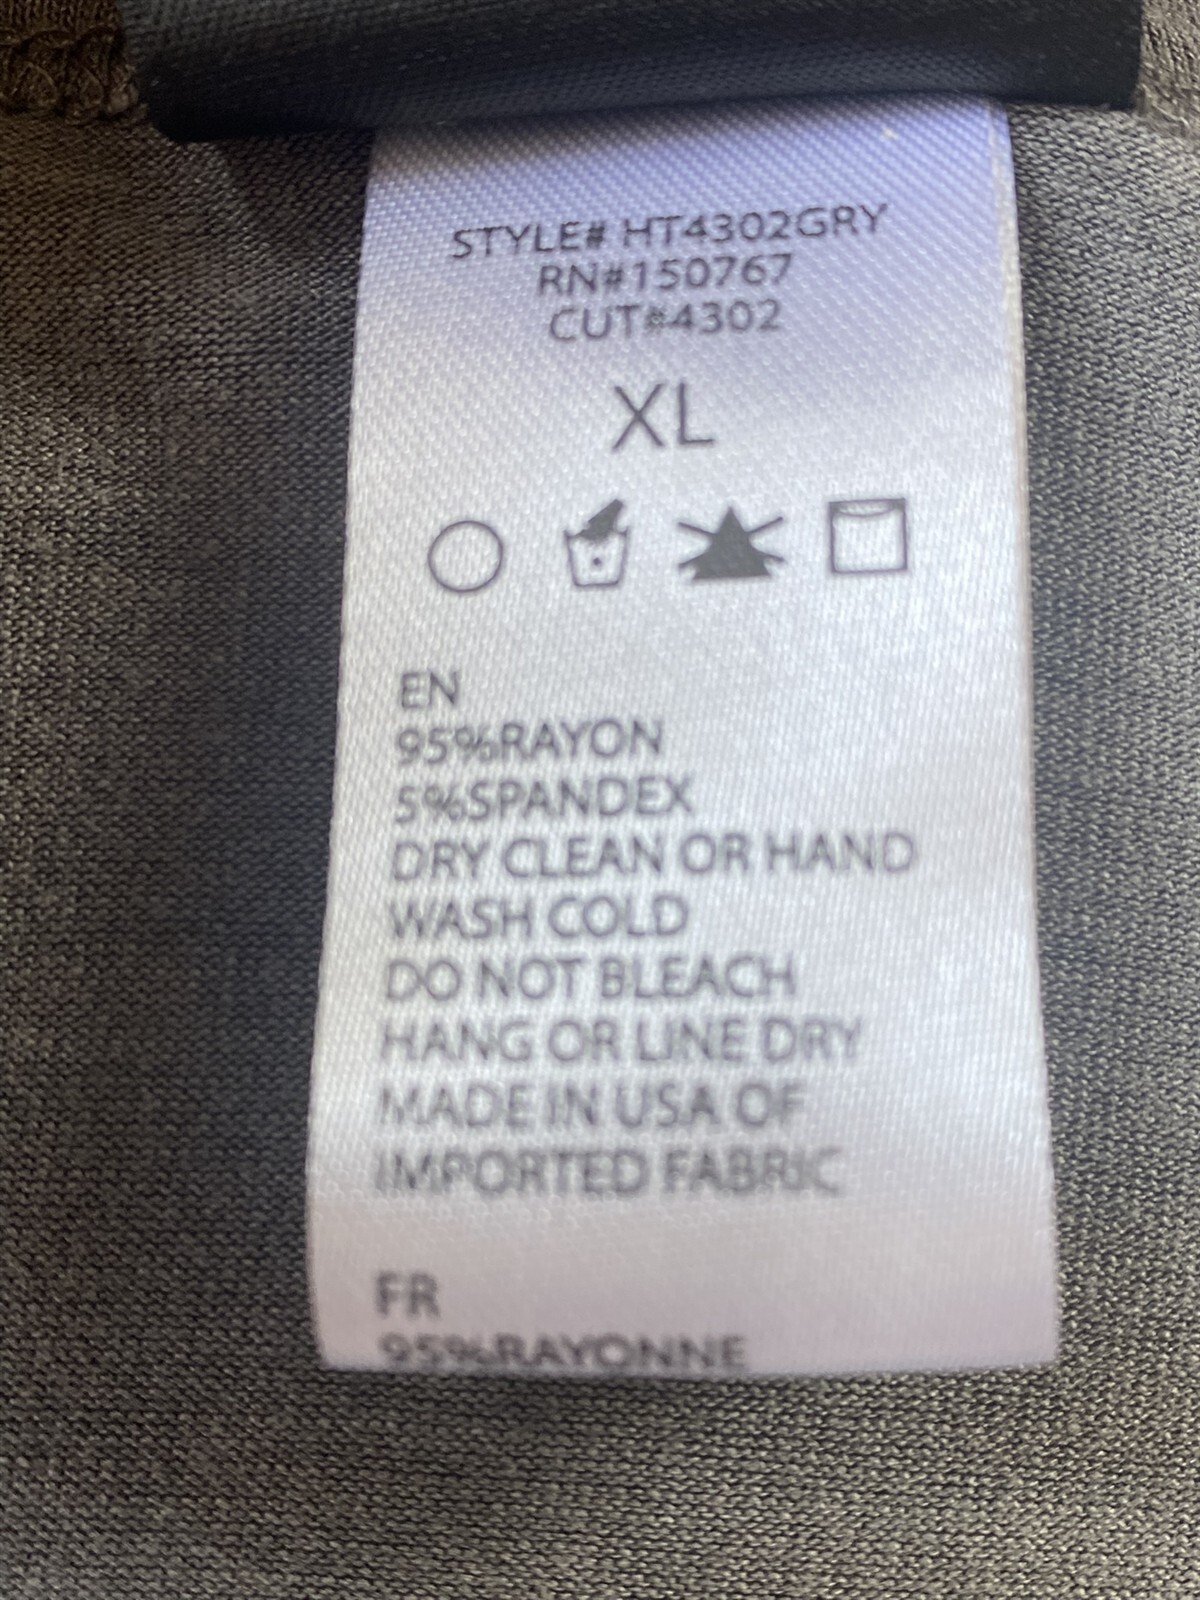 STYLE# HT4302GRY
RN#150767
CUT#4302
XL
EN
95%RAYON
5%SPANDEX
DRY CLEAN OR HAND
WASH COLD
DO NOT BLEACH
HANG OR LINE DRY
MADE IN USA OF
IMPORTED FABRIC
FR
95%RAYONNE